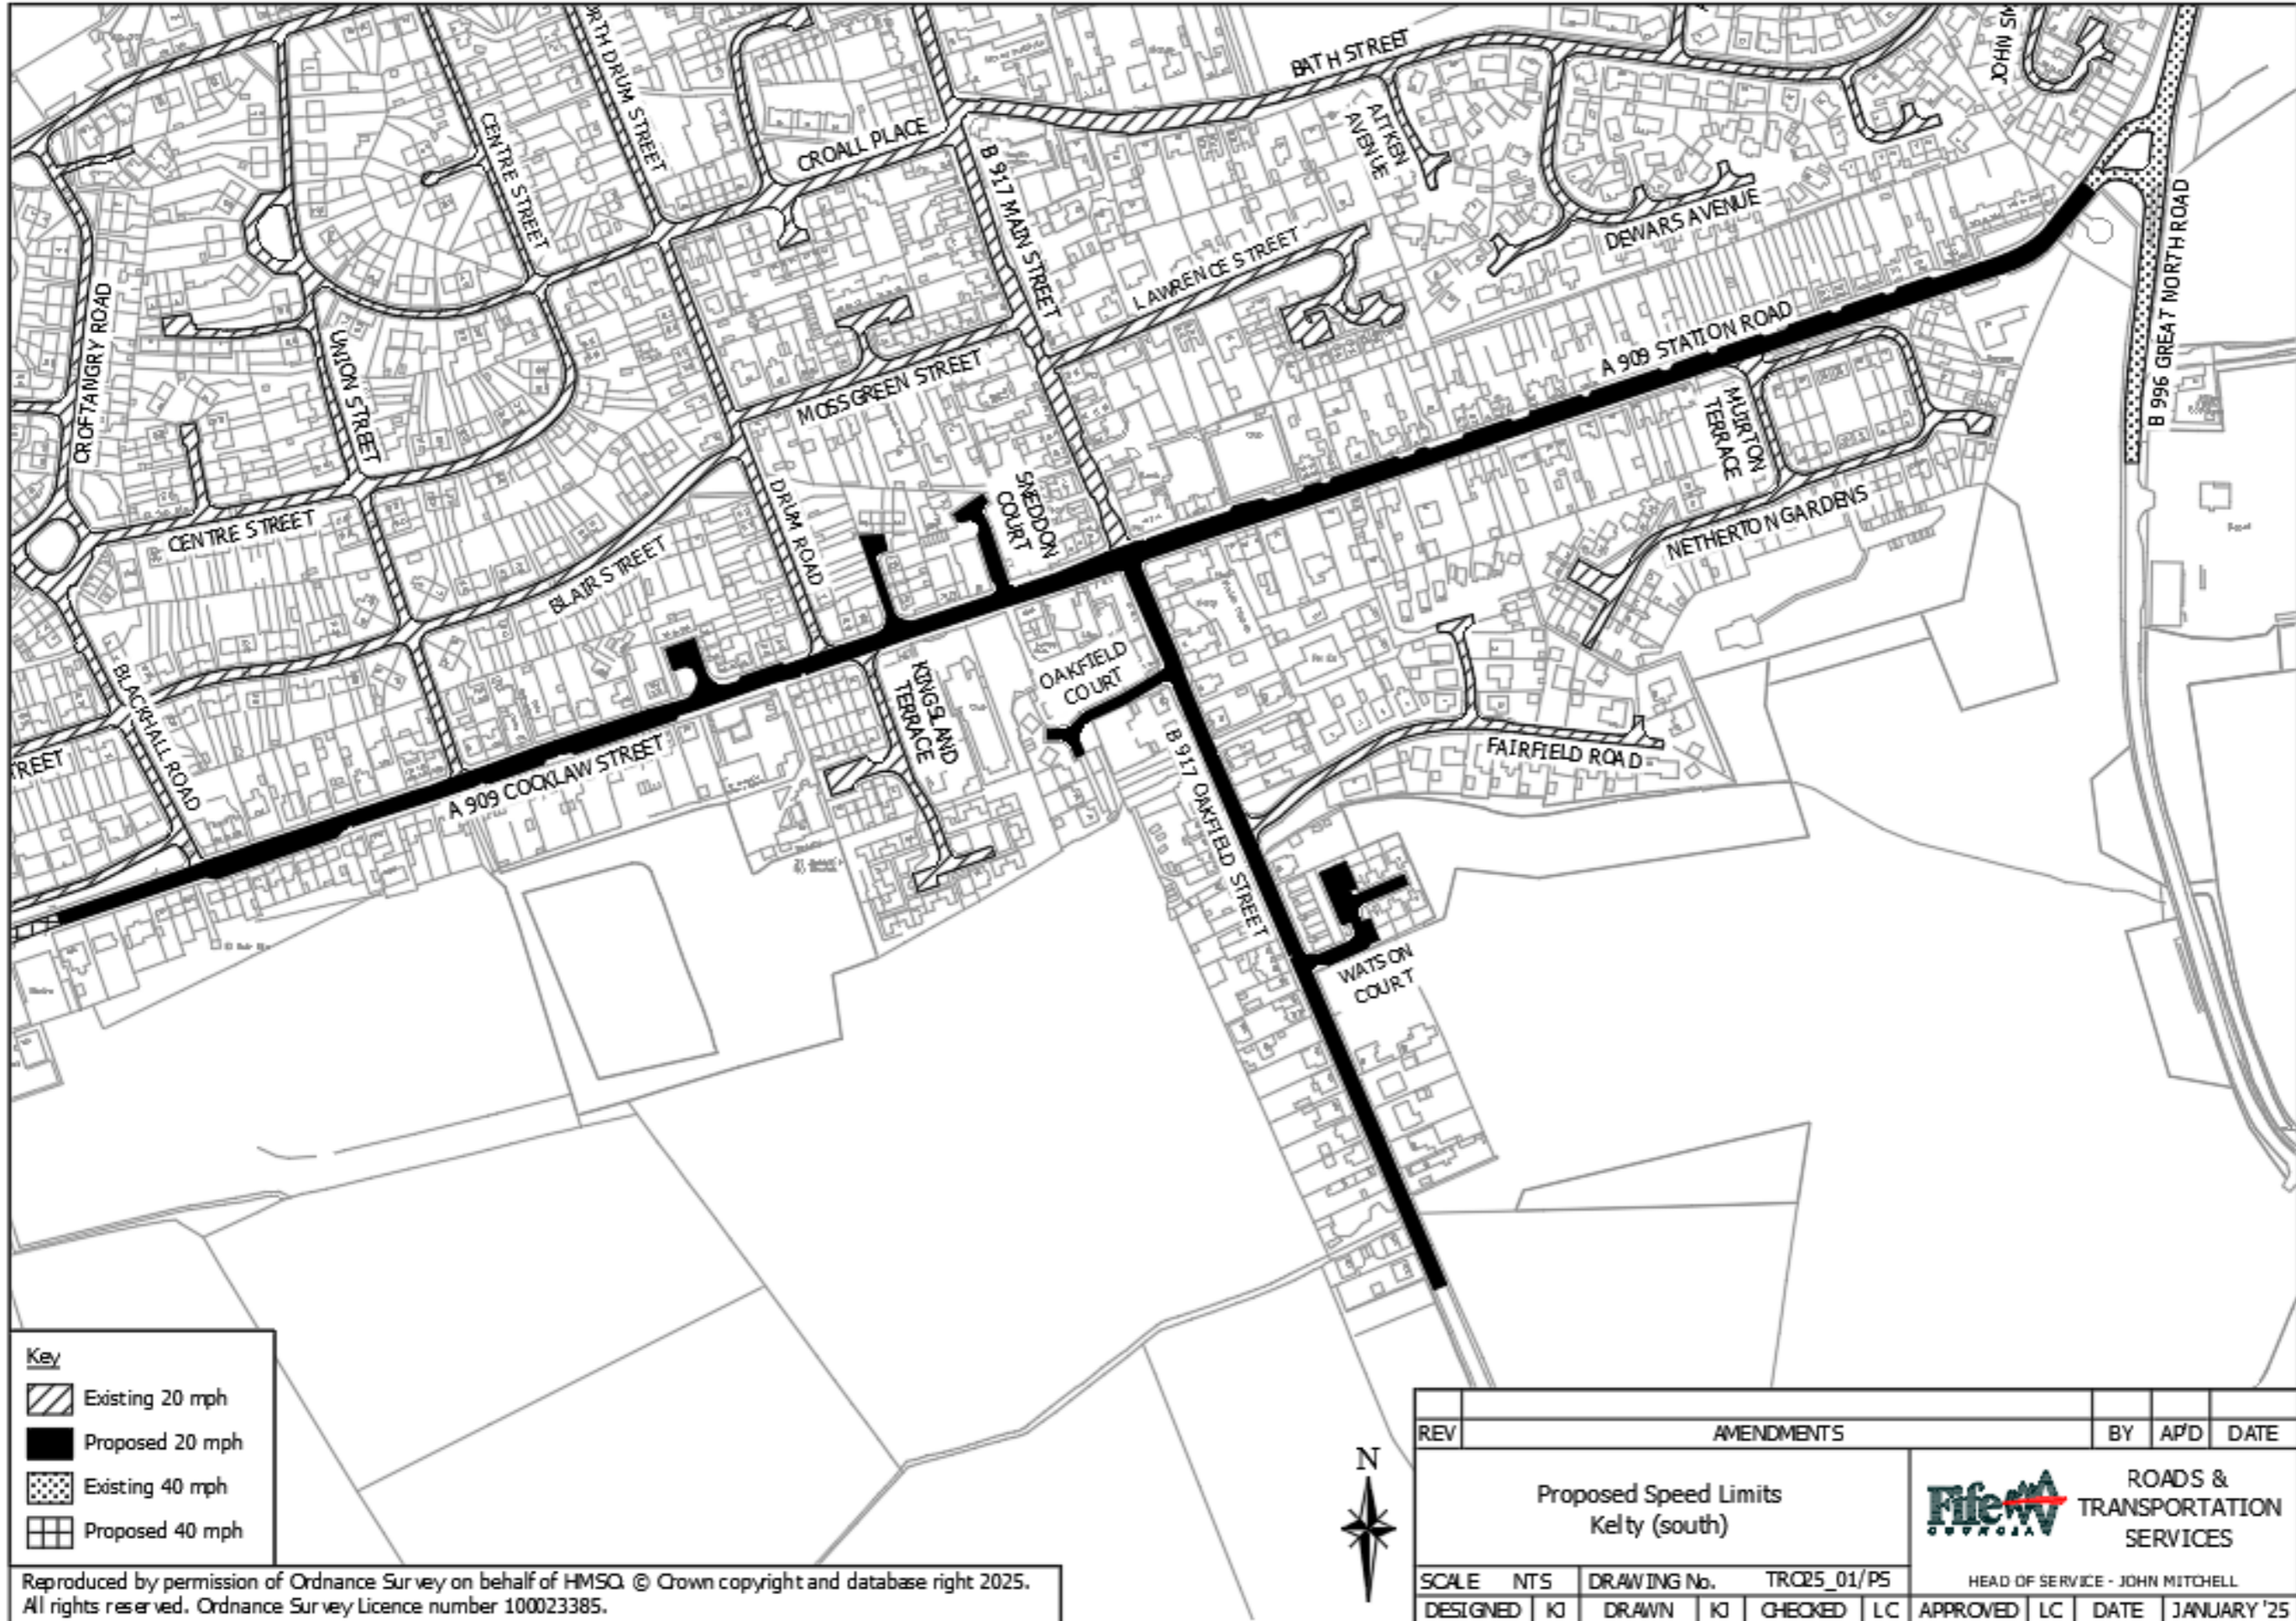 BATH STREET
JOHN SM
NORTH DRUM STREET
CENTRE STREET
CROALL PLACE
AITKEN
AVENUE
B 917 MAIN STREET
DEWARS AVENUE
B 996 GREAT NORTH ROAD
LAWRENCE STREET
CROFTANGRY ROAD
UNION STREET
A 909 STATION ROAD
MOSSGREEN STREET
MUIRTON
TERRACE
SNEDDON
COURT
DRUM ROAD
CENTRE STREET
NETHERTON GARDENS
BLAIR STREET
OAKFIELD
COURT
KINGSLAND
TERRACE
BLACKHALL ROAD
TREET
FAIRFIELD ROAD
A 909 COCKLAW STREET
B 917 OAKFIELD STREET
WATSON
COURT
Key
Existing 20 mph
Proposed 20 mph
Existing 40 mph
Proposed 40 mph
Reproduced by permission of Ordnance Survey on behalf of HMSO. © Crown copyright and database right 2025.
All rights reserved. Ordnance Survey Licence number 100023385.
N
REV AMENDMENTS BY AP'D DATE
Proposed Speed Limits
Kelty (south)
Fife
COUNCIL
ROADS &
TRANSPORTATION
SERVICES
HEAD OF SERVICE - JOHN MITCHELL
SCALE NTS DRAWING No. TRO25_01/PS
DESIGNED KJ DRAWN KJ CHECKED LC APPROVED LC DATE JANUARY '25